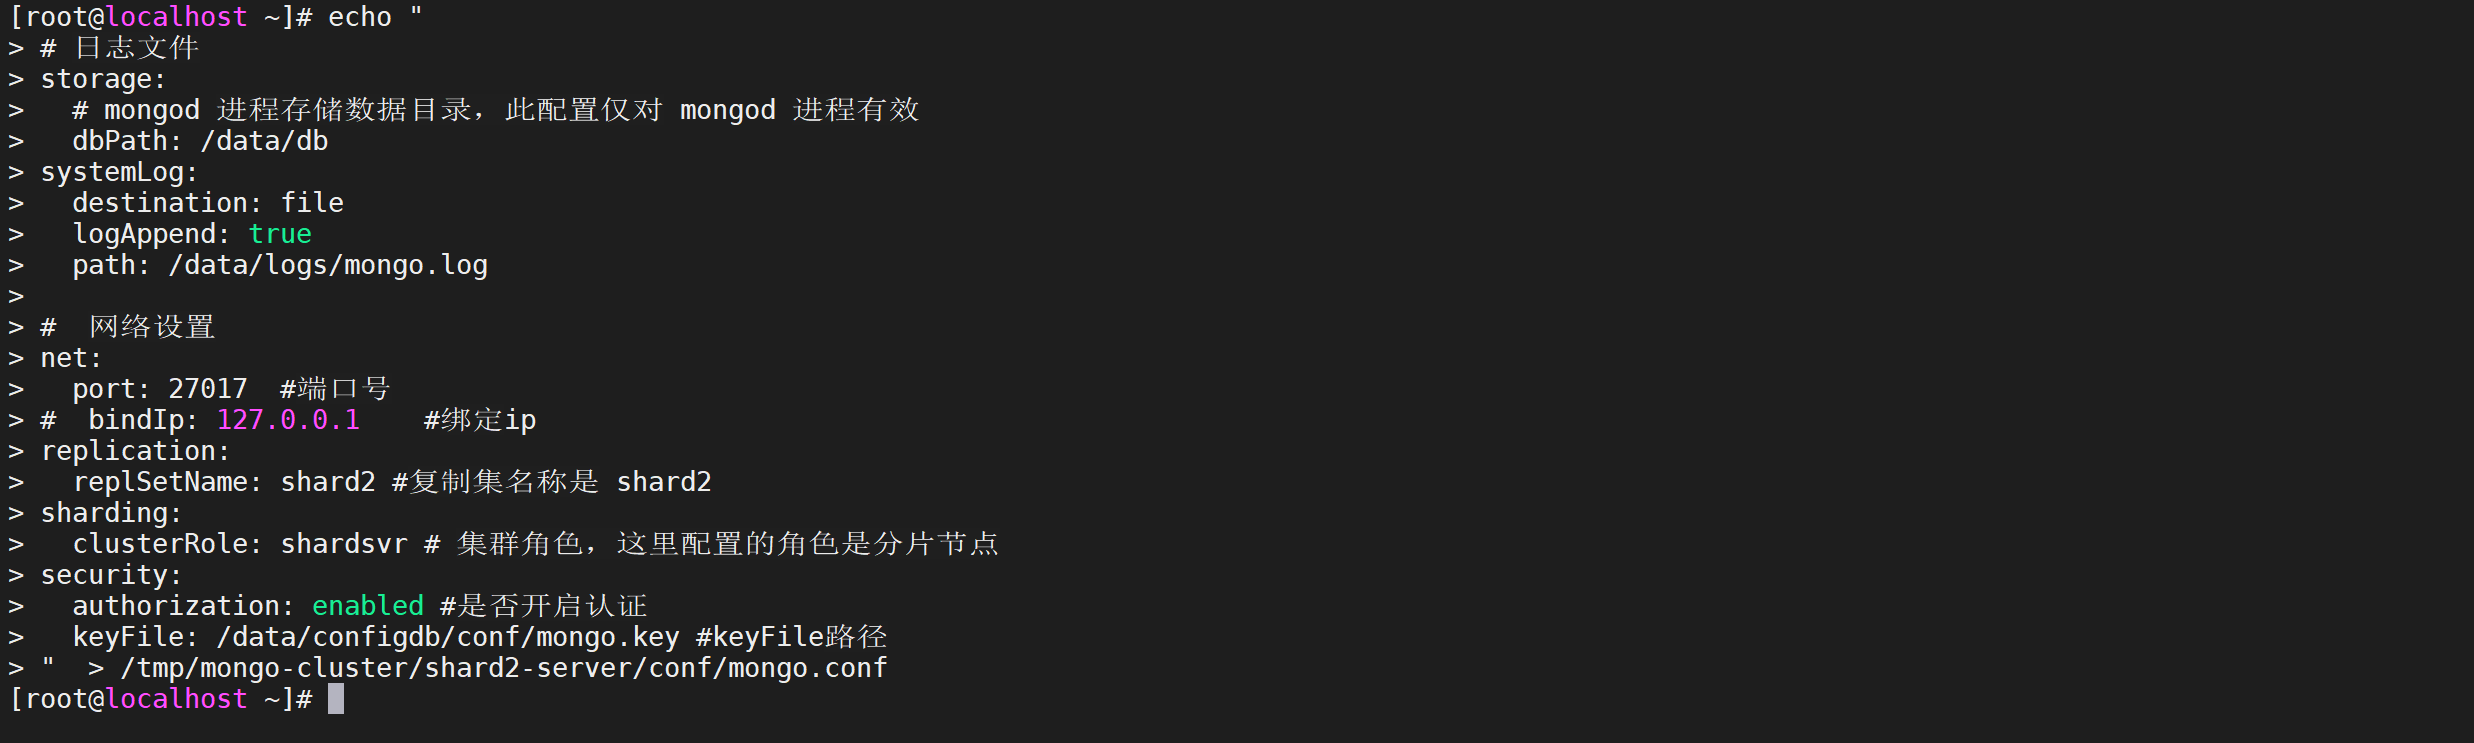 [root@localhost ~]# echo "
> # 日志文件
> storage:
>   # mongod 进程存储数据目录，此配置仅对 mongod 进程有效
>   dbPath: /data/db
> systemLog:
>   destination: file
>   logAppend: true
>   path: /data/logs/mongo.log
>
> #  网络设置
> net:
>   port: 27017  #端口号
> #  bindIp: 127.0.0.1    #绑定ip
> replication:
>   replSetName: shard2 #复制集名称是 shard2
> sharding:
>   clusterRole: shardsvr # 集群角色，这里配置的角色是分片节点
> security:
>   authorization: enabled #是否开启认证
>   keyFile: /data/configdb/conf/mongo.key #keyFile路径
> "  > /tmp/mongo-cluster/shard2-server/conf/mongo.conf
[root@localhost ~]#